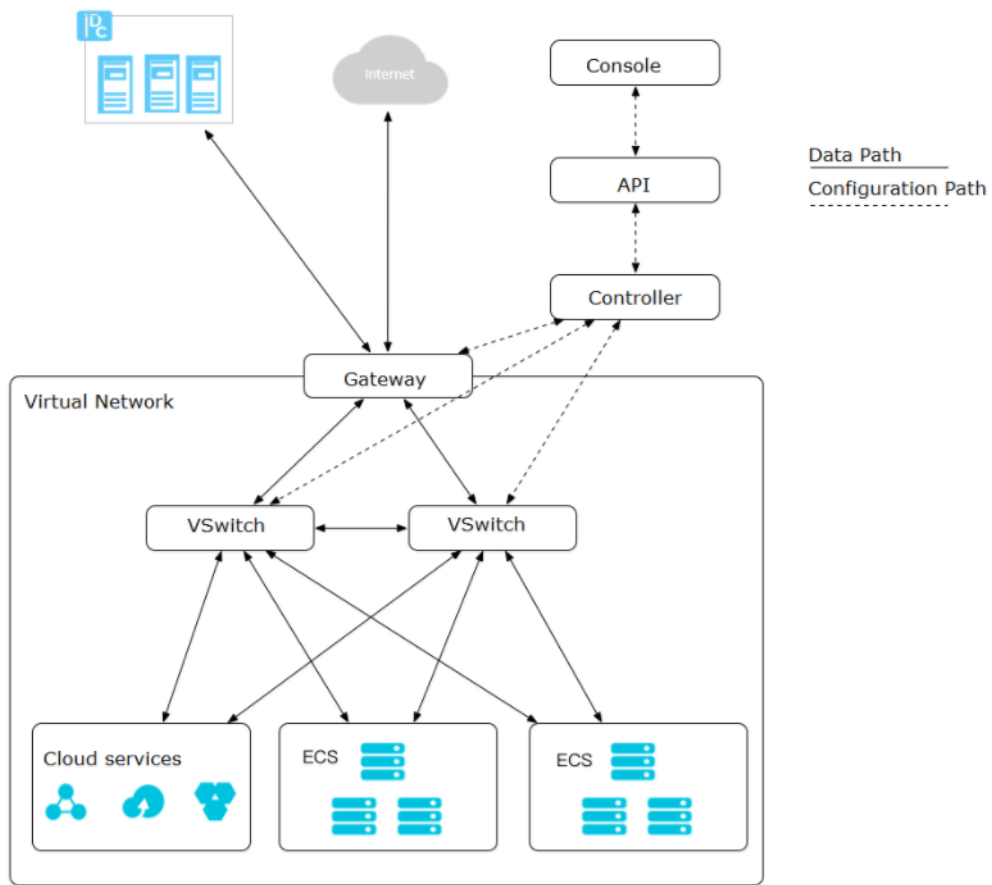 IDC
Internet
Console
API
Data Path
Configuration Path
Controller
Gateway
Virtual Network
VSwitch
VSwitch
Cloud services
ECS
ECS